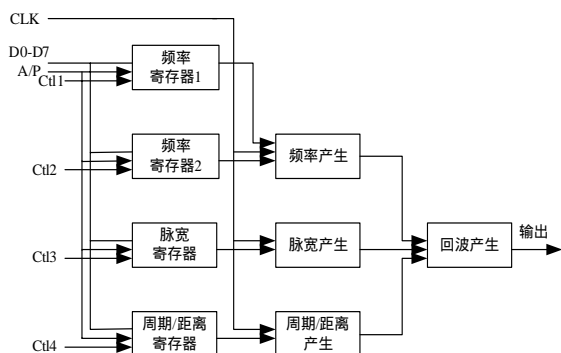 CLK
D0-D7
A/P
Ctl1
频率
寄存器1
Ctl2
频率
寄存器2
频率产生
Ctl3
脉宽
寄存器
脉宽产生
回波产生
输出
Ctl4
周期/距离
寄存器
周期/距离
产生